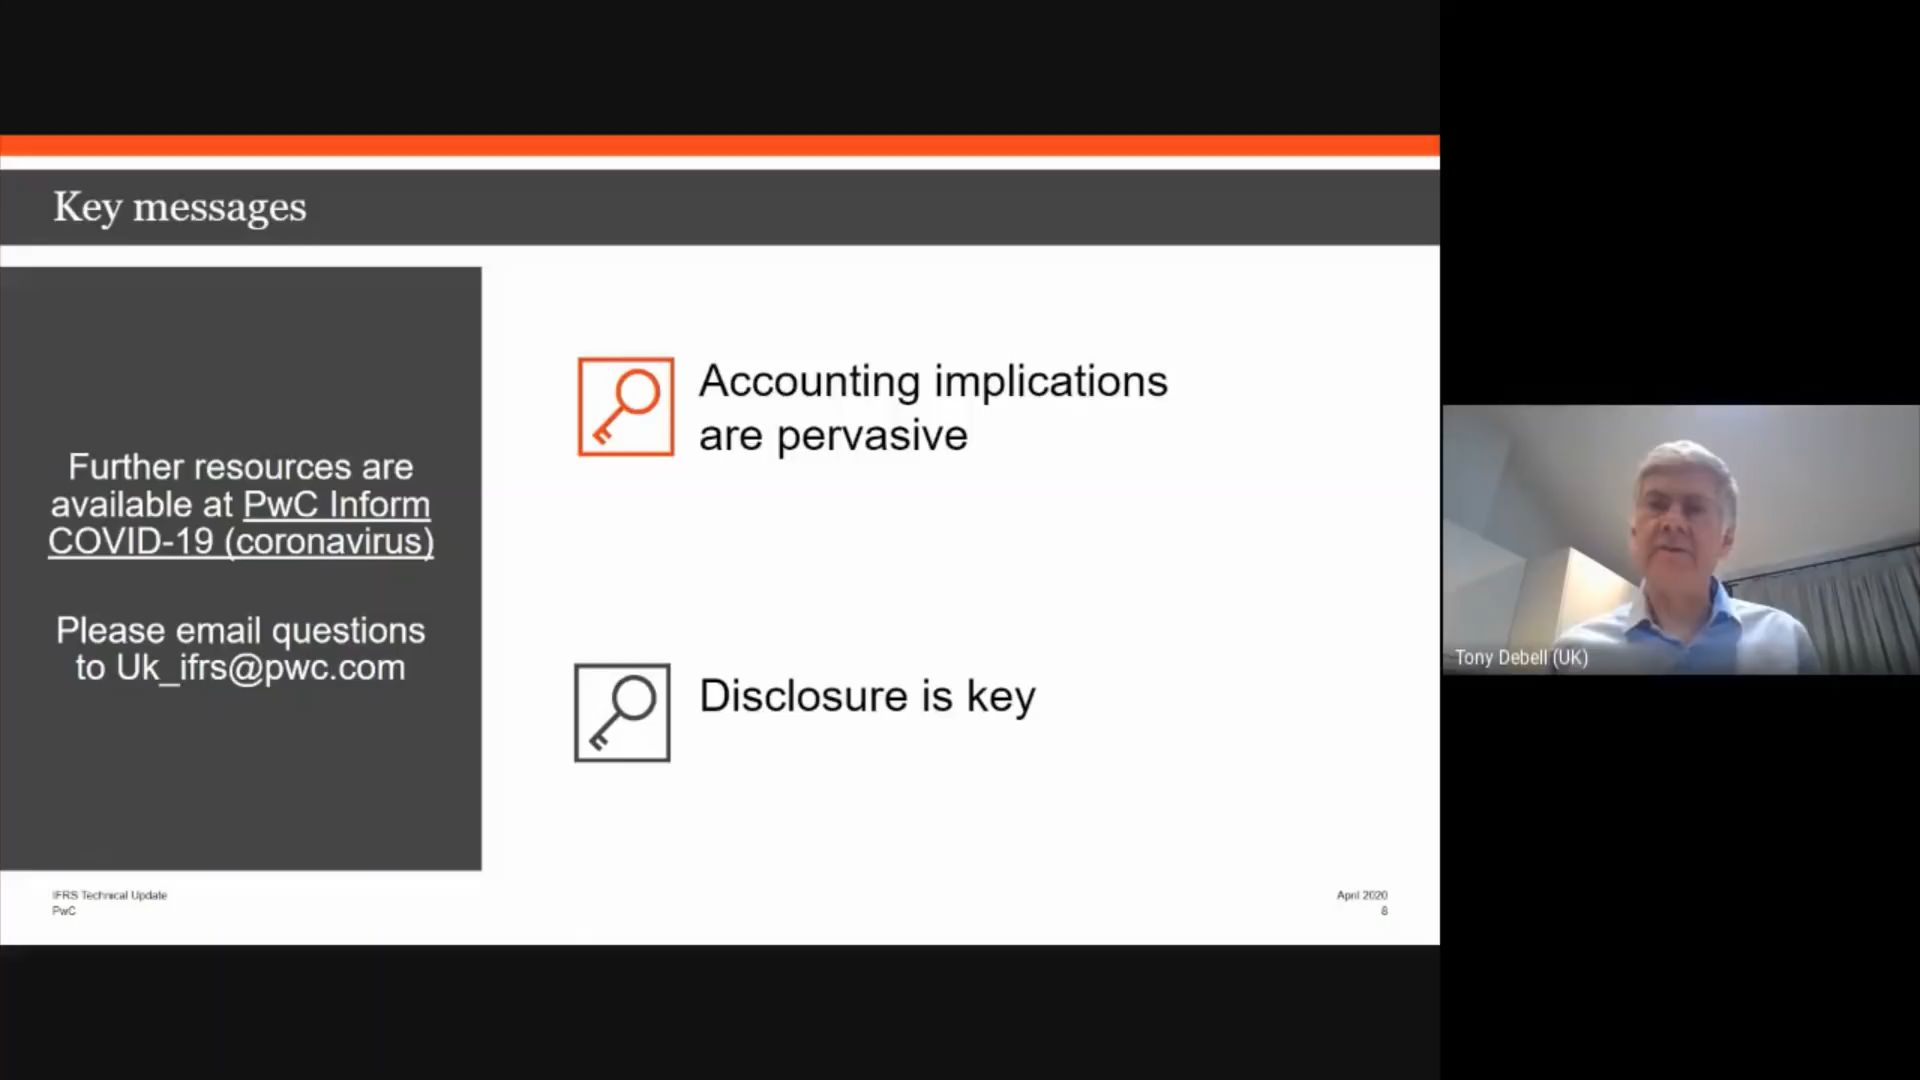 Key messages
Further resources are
available at PwC Inform
COVID-19 (coronavirus)
Please email questions
to Uk_ifrs@pwc.com
Accounting implications
are pervasive
Disclosure is key
IFRS Technical Update
PwC
April 2020
8
Tony Debell (UK)